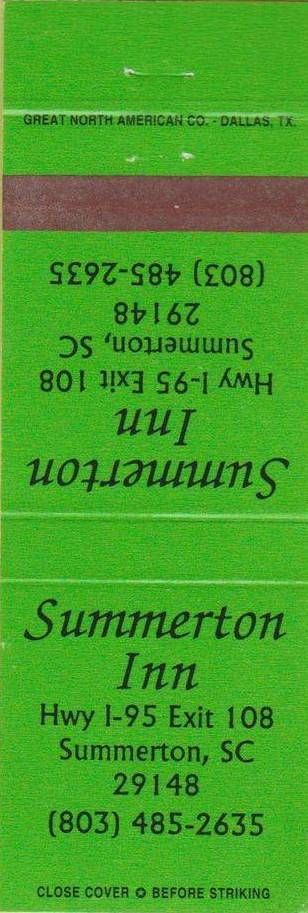 GREAT NORTH AMERICAN CO. - DALLAS, TX.
Summerton
Inn
Hwy I-95 Exit 108
Summerton, SC
29148
(803) 485-2635
Summerton
Inn
Hwy I-95 Exit 108
Summerton, SC
29148
(803) 485-2635
CLOSE COVER ✪ BEFORE STRIKING